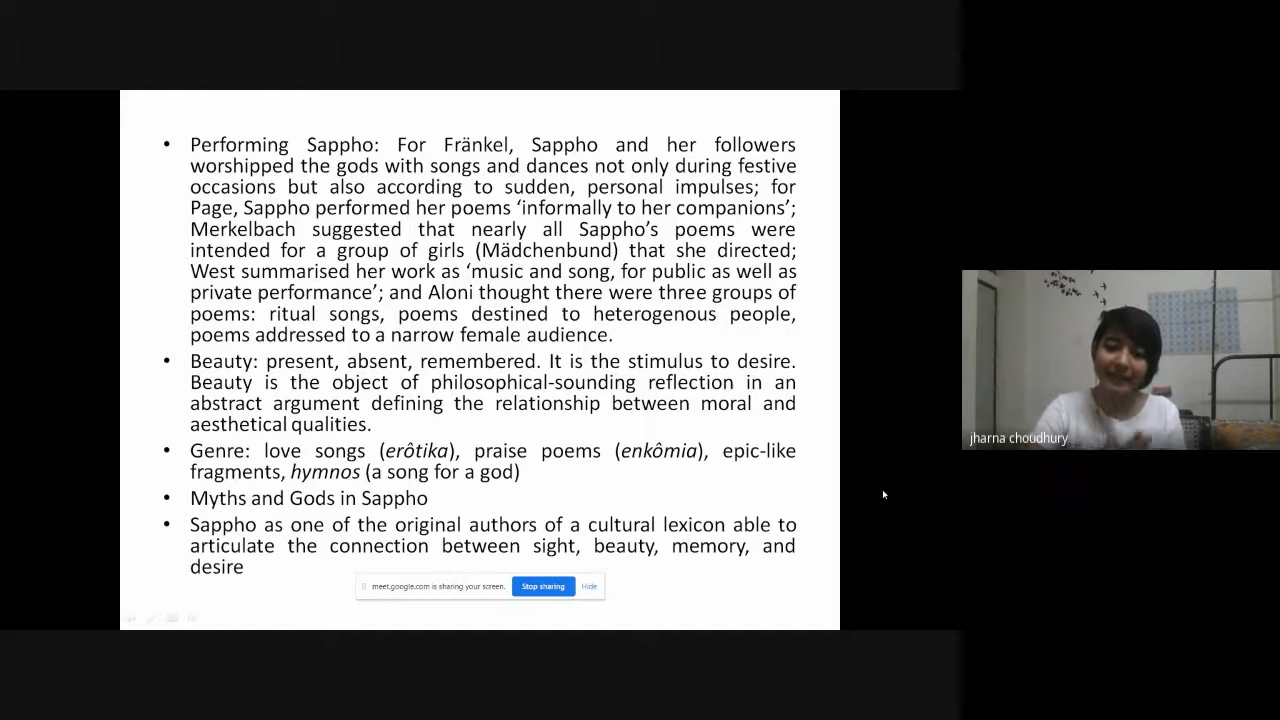 • Performing Sappho: For Fränkel, Sappho and her followers
worshipped the gods with songs and dances not only during festive
occasions but also according to sudden, personal impulses; for
Page, Sappho performed her poems ‘informally to her companions’;
Merkelbach suggested that nearly all Sappho’s poems were
intended for a group of girls (Mädchenbund) that she directed;
West summarised her work as ‘music and song, for public as well as
private performance’; and Aloni thought there were three groups of
poems: ritual songs, poems destined to heterogenous people,
poems addressed to a narrow female audience.
• Beauty: present, absent, remembered. It is the stimulus to desire.
Beauty is the object of philosophical-sounding reflection in an
abstract argument defining the relationship between moral and
aesthetical qualities.
• Genre: love songs (erôtika), praise poems (enkômia), epic-like
fragments, hymnos (a song for a god)
• Myths and Gods in Sappho
• Sappho as one of the original authors of a cultural lexicon able to
articulate the connection between sight, beauty, memory, and
desire
meet.google.com is sharing your screen. Stop sharing Hide
jharna choudhury